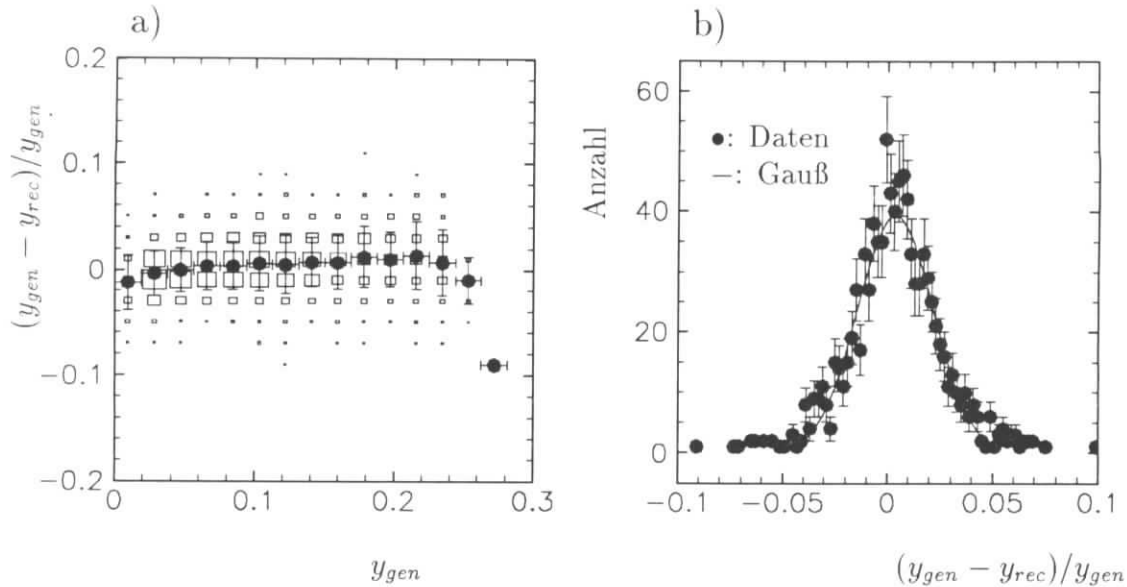 a)
0.2
0.1
0
−0.1
−0.2
0
0.1
0.2
0.3
(y_gen − y_rec)/y_gen
y_gen
b)
60
40
20
0
−0.1
−0.05
0
0.05
0.1
Anzahl
●: Daten
—: Gauß
(y_gen − y_rec)/y_gen